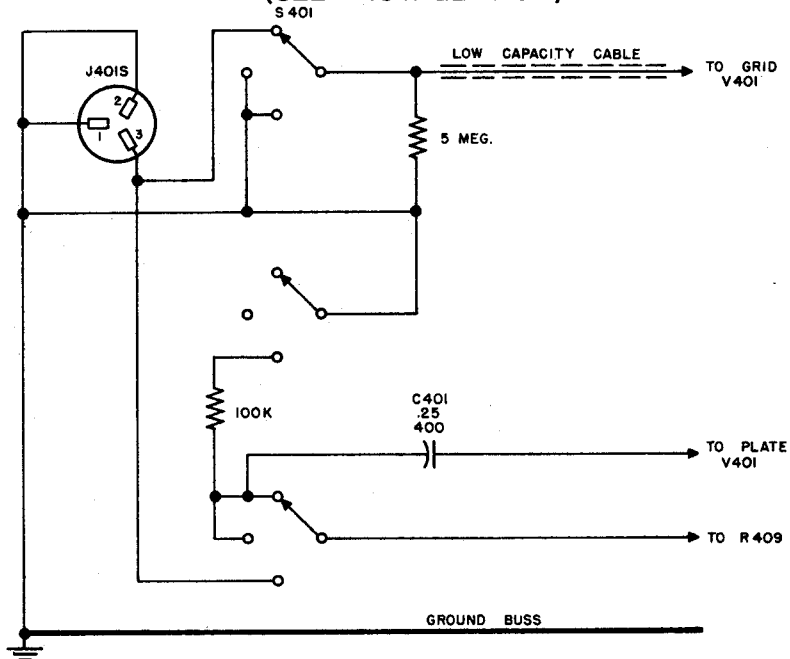 S401
J401S
2
1
3
LOW CAPACITY CABLE
TO GRID
V401
5 MEG.
100K
C401
.25
400
TO PLATE
V401
TO R409
GROUND BUSS